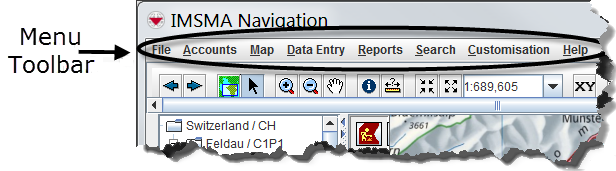 IMSMA Navigation
Menu
Toolbar
File Accounts Map Data Entry Reports Search Customisation Help
1:689,605 XY
Switzerland / CH
Feldau / C1P1
3661